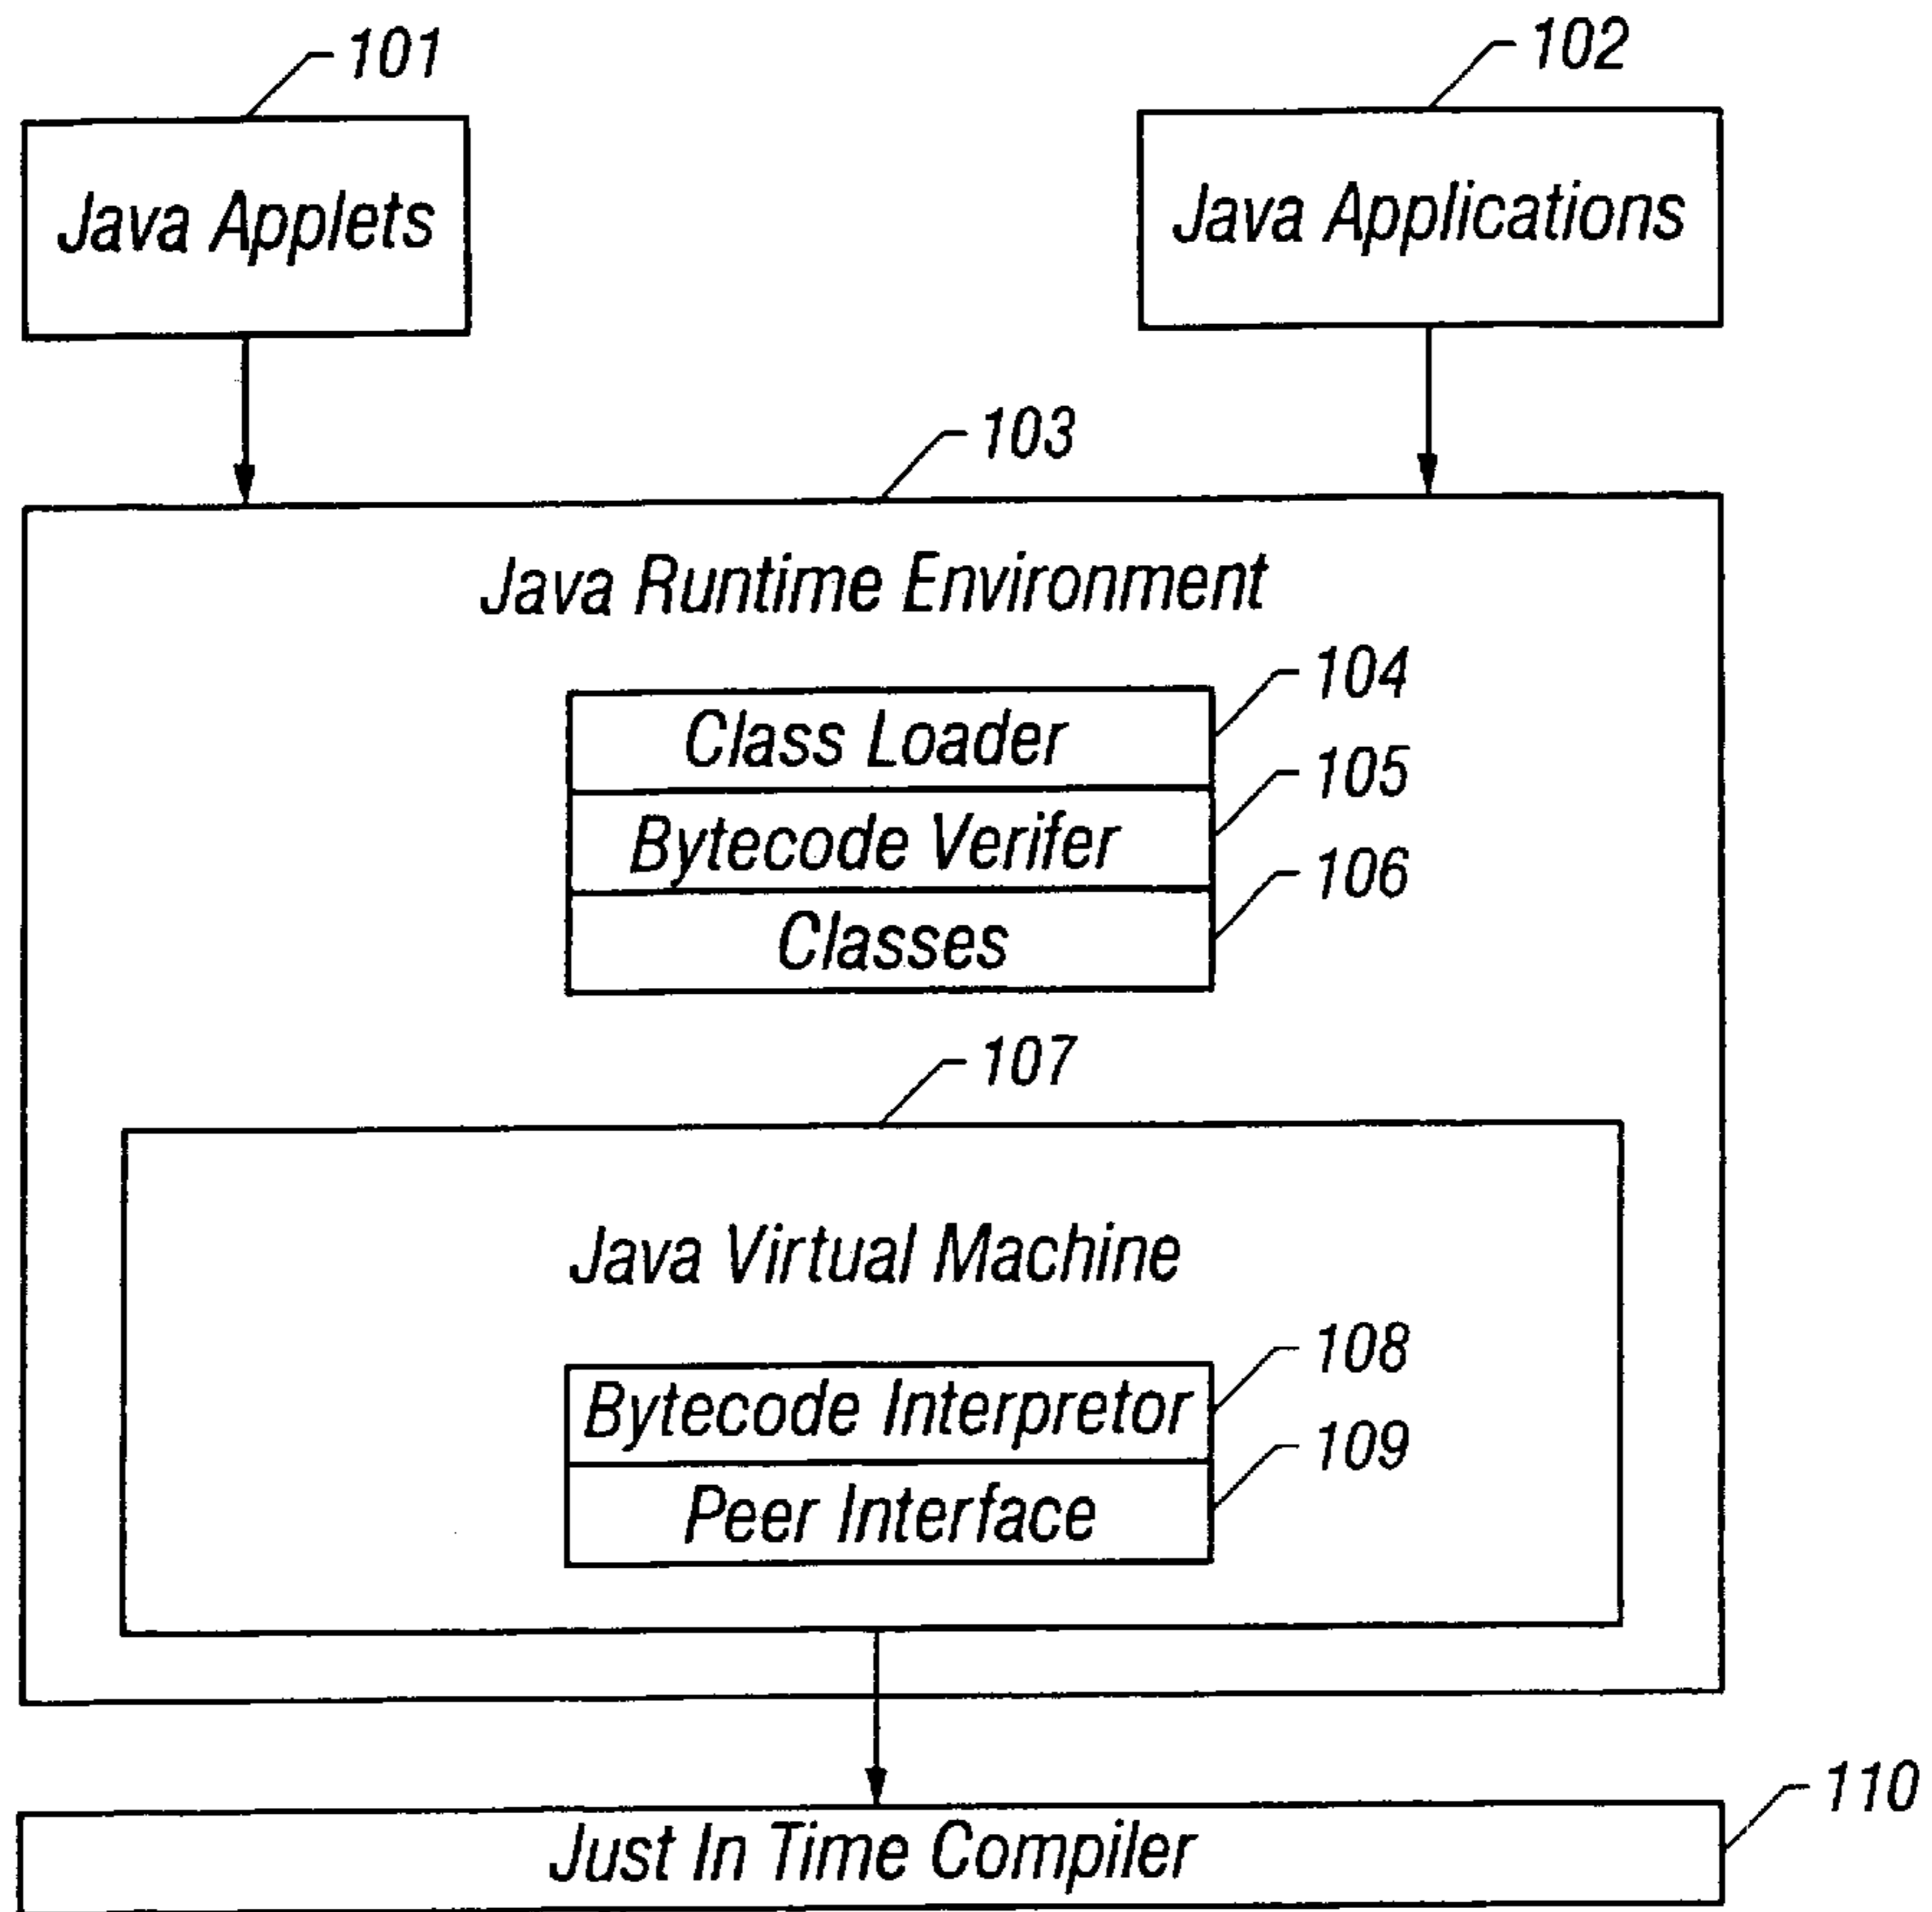 101
102
Java Applets
Java Applications
103
Java Runtime Environment
104
Class Loader
105
Bytecode Verifer
106
Classes
107
Java Virtual Machine
108
Bytecode Interpretor
109
Peer Interface
110
Just In Time Compiler